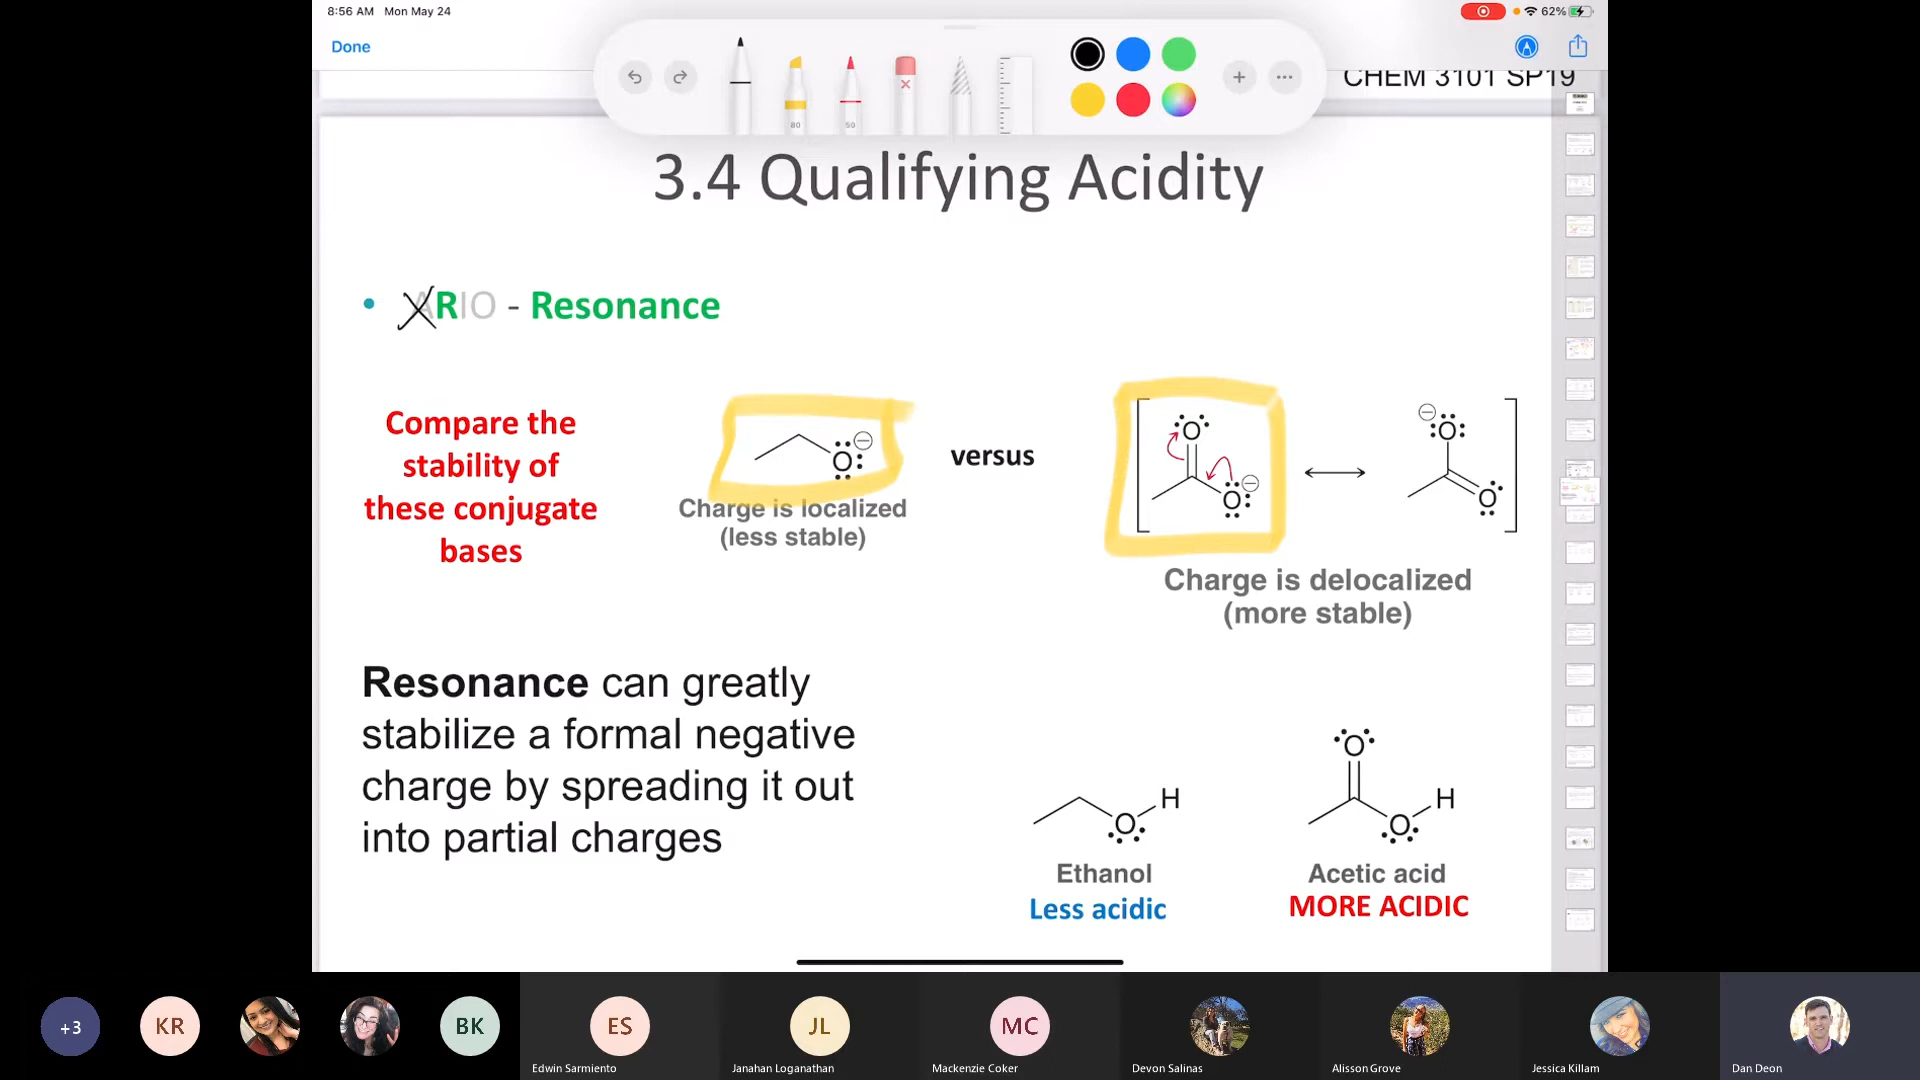 8:56 AM Mon May 24
62%
Done
CHEM 3101 SP19
80
50
3.4 Qualifying Acidity
• ARIO - Resonance
Compare the
stability of
these conjugate
bases
O
⊖
Charge is localized
(less stable)
versus
O
O
⊖
⊖
O
O
Charge is delocalized
(more stable)
Resonance can greatly
stabilize a formal negative
charge by spreading it out
into partial charges
O
H
Ethanol
Less acidic
O
O
H
Acetic acid
MORE ACIDIC
+3
KR
BK
ES
Edwin Sarmiento
JL
Janahan Loganathan
MC
Mackenzie Coker
Devon Salinas
Alisson Grove
Jessica Killam
Dan Deon